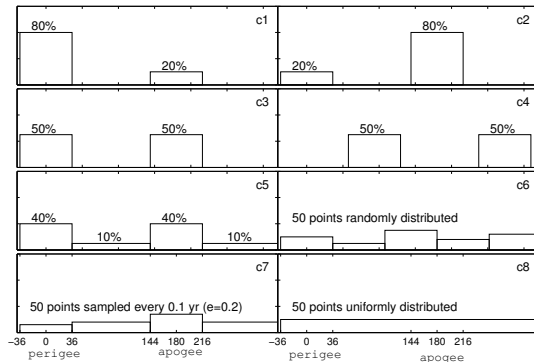 c1
80%
20%
c2
80%
20%
c3
50%
50%
c4
50%
50%
c5
40%
10%
40%
10%
c6
50 points randomly distributed
c7
50 points sampled every 0.1 yr (e=0.2)
c8
50 points uniformly distributed
−36 0 36 144 180 216 −36 0 36 144 180 216
perigee apogee perigee apogee